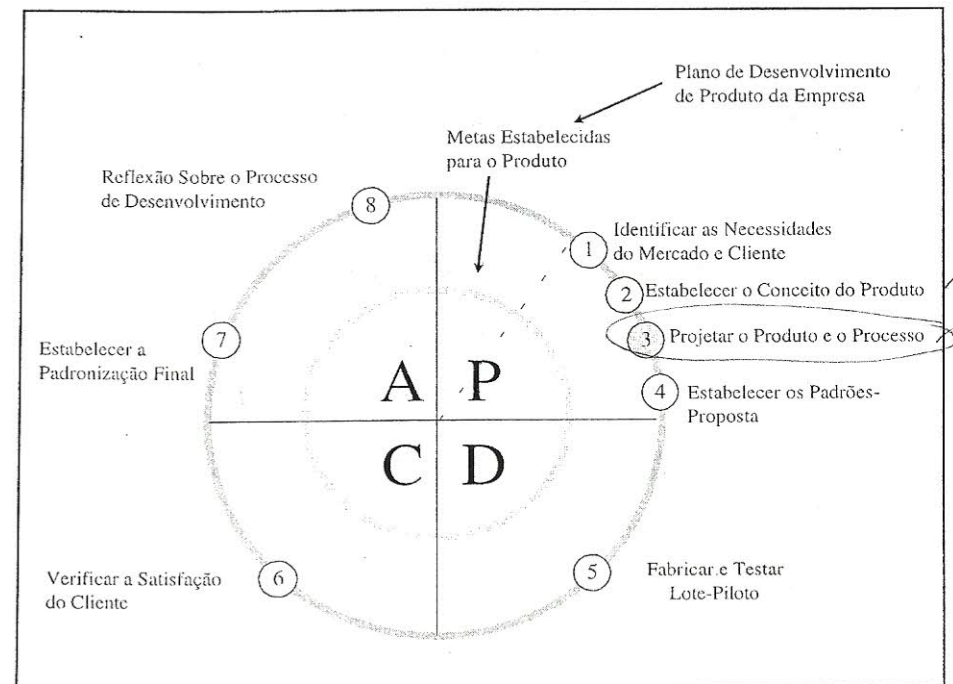 Plano de Desenvolvimento
de Produto da Empresa
Metas Estabelecidas
para o Produto
Reflexão Sobre o Processo
de Desenvolvimento
8
1
Identificar as Necessidades
do Mercado e Cliente
2
Estabelecer o Conceito do Produto
3
Projetar o Produto e o Processo
7
Estabelecer a
Padronização Final
4
Estabelecer os Padrões-
Proposta
A P
C D
6
Verificar a Satisfação
do Cliente
5
Fabricar e Testar
Lote-Piloto